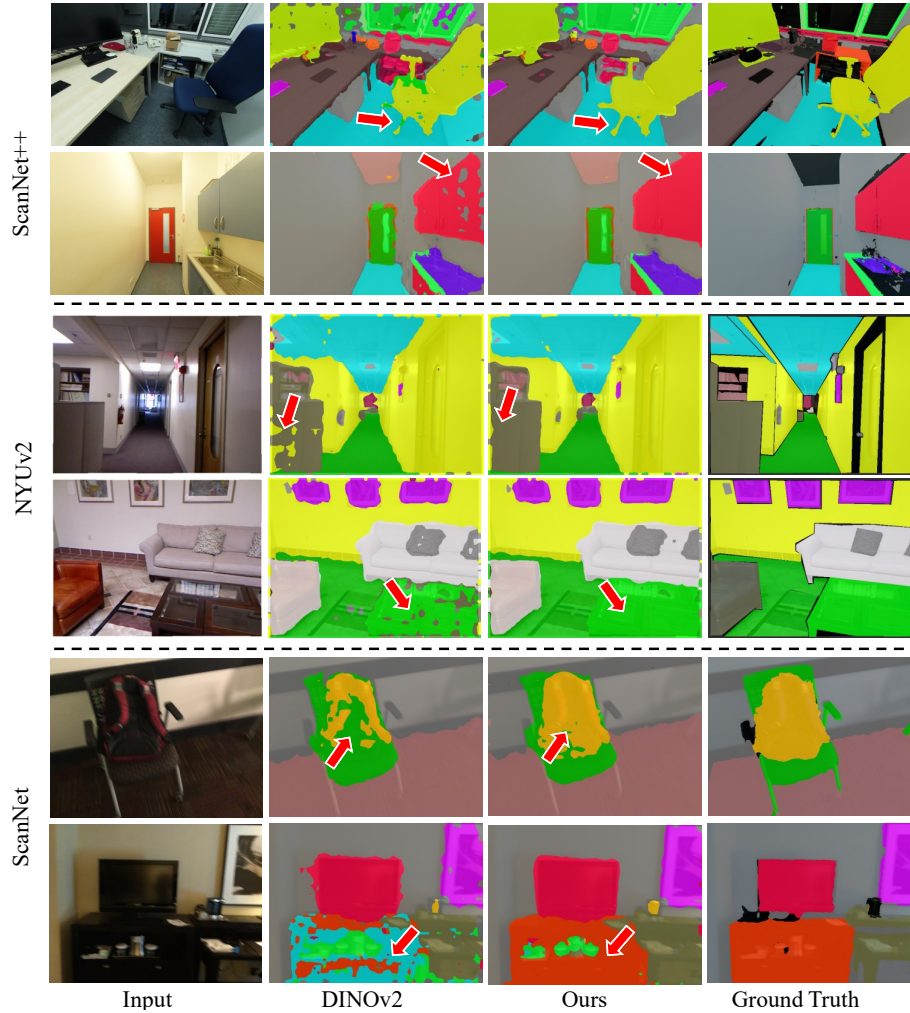 ScanNet++
NYUv2
ScanNet
Input
DINOv2
Ours
Ground Truth